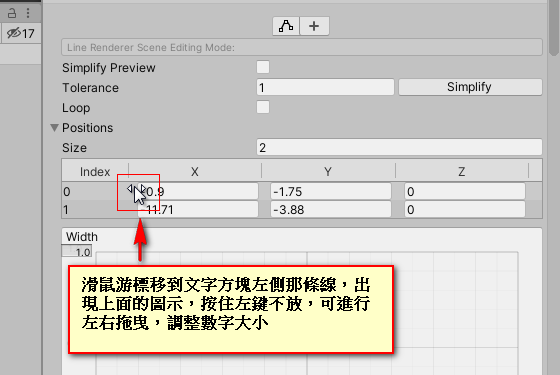 17
Line Renderer Scene Editing Mode:
Simplify Preview
Tolerance 1 Simplify
Loop
Positions
Size 2
Index X Y Z
0 -0.9 -1.75 0
1 -11.71 -3.88 0
Width
1.0
滑鼠游標移到文字方塊左側那條線，出
現上面的圖示，按住左鍵不放，可進行
左右拖曳，調整數字大小